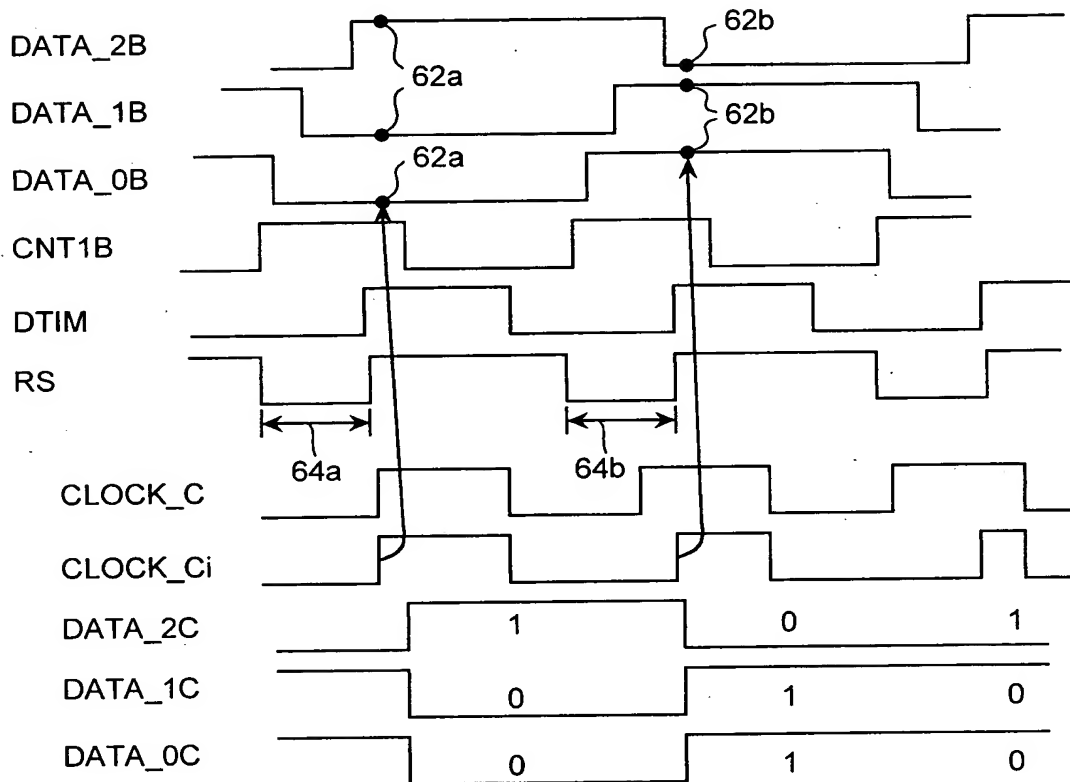 DATA_2B
62a
62b
DATA_1B
62b
DATA_0B
62a
CNT1B
DTIM
RS
64a
64b
CLOCK_C
CLOCK_Ci
DATA_2C
1
0
1
DATA_1C
0
1
0
DATA_0C
0
1
0